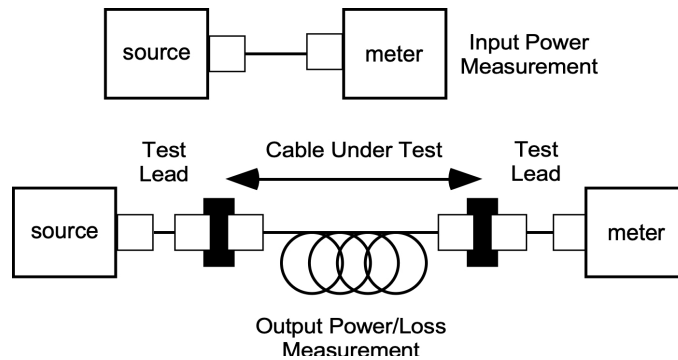 source
meter
Input Power
Measurement
Test
Lead
Cable Under Test
Test
Lead
source
meter
Output Power/Loss
Measurement